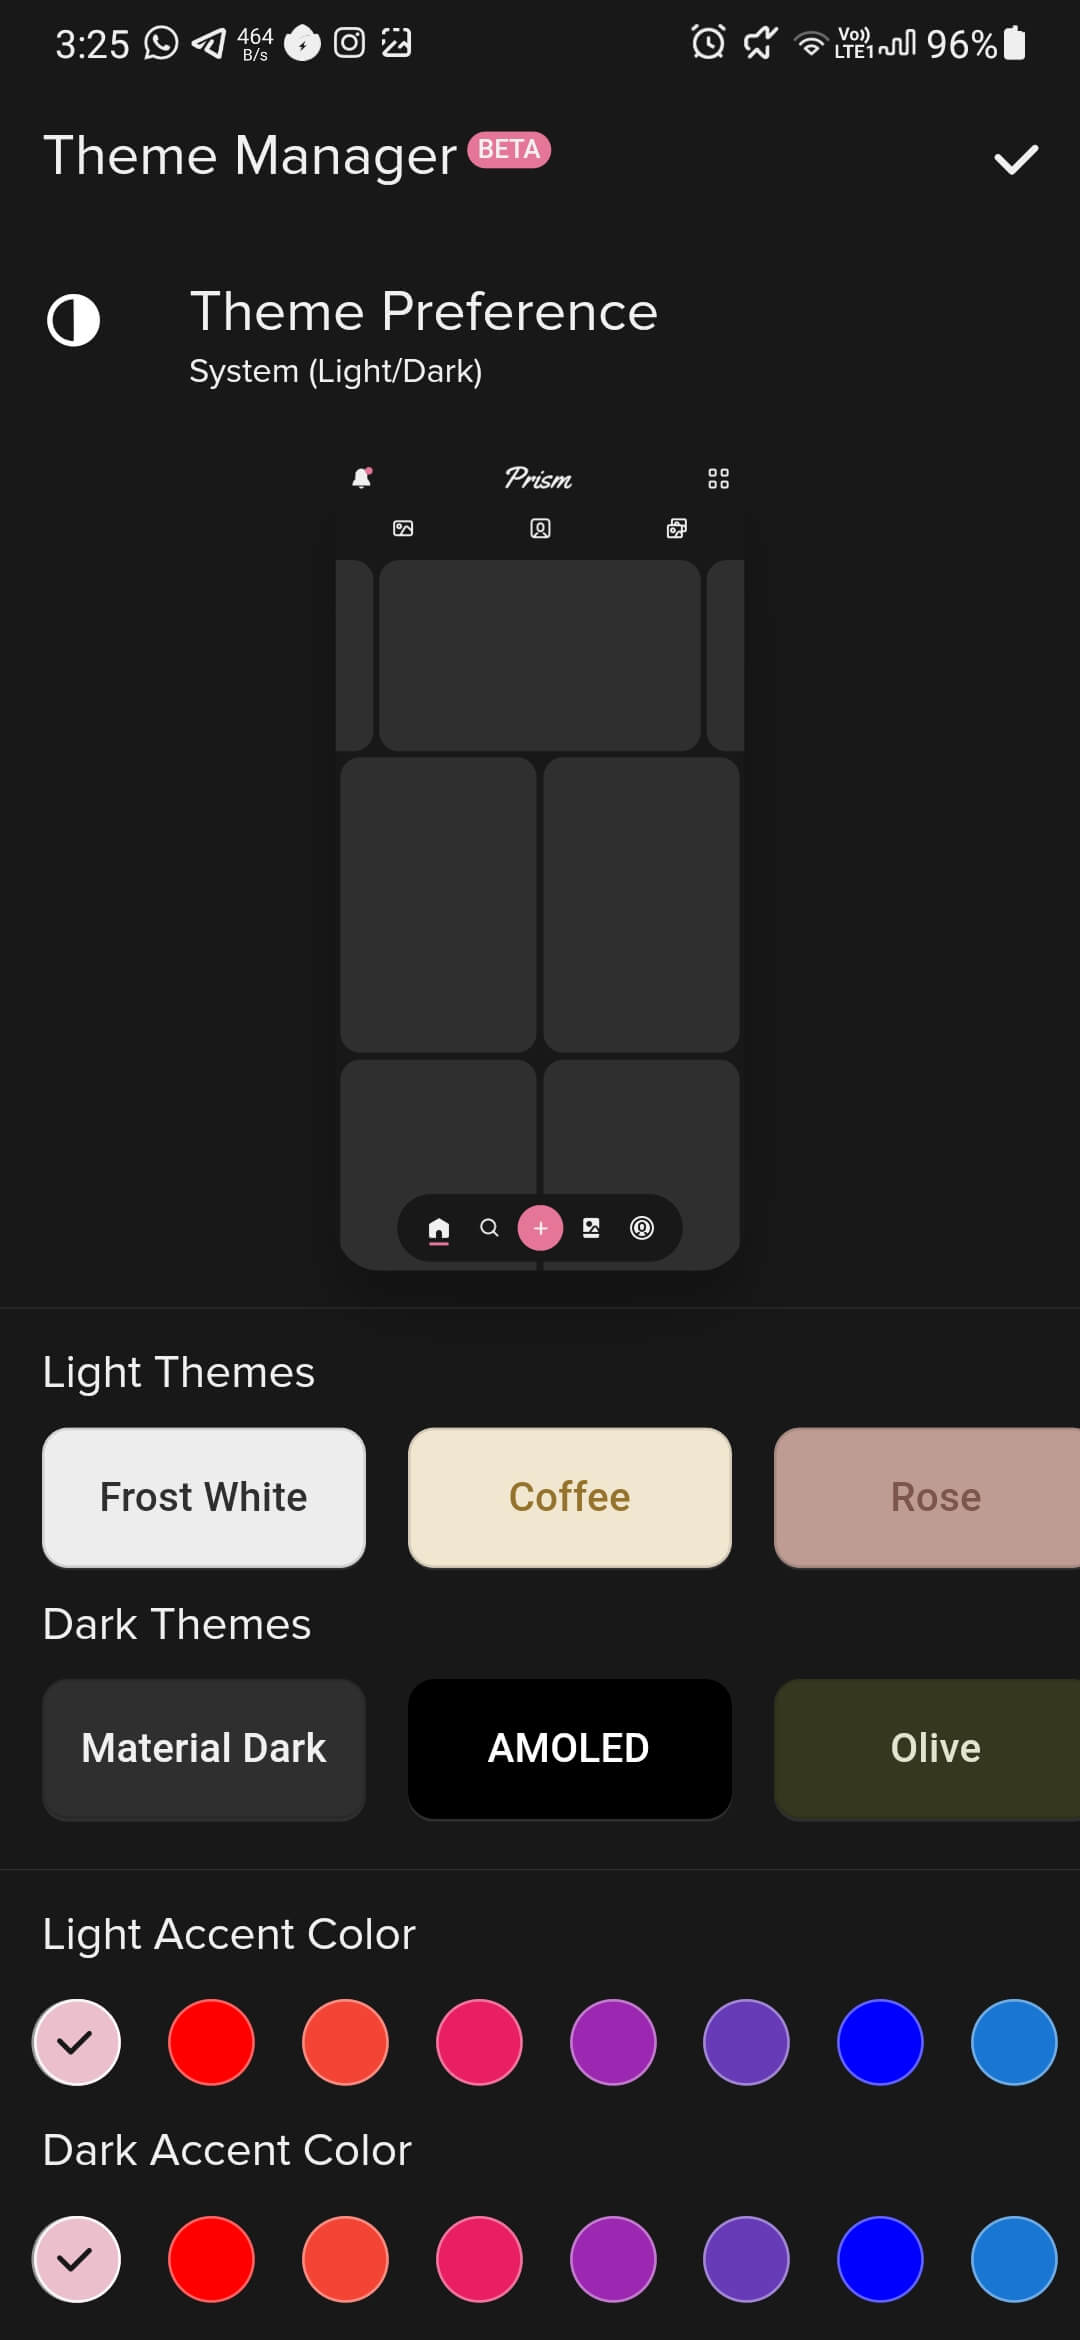 3:25 464 B/s Vo)) LTE1 96%
Theme Manager BETA
Theme Preference
System (Light/Dark)
Prism
Light Themes
Frost White Coffee Rose
Dark Themes
Material Dark AMOLED Olive
Light Accent Color
Dark Accent Color